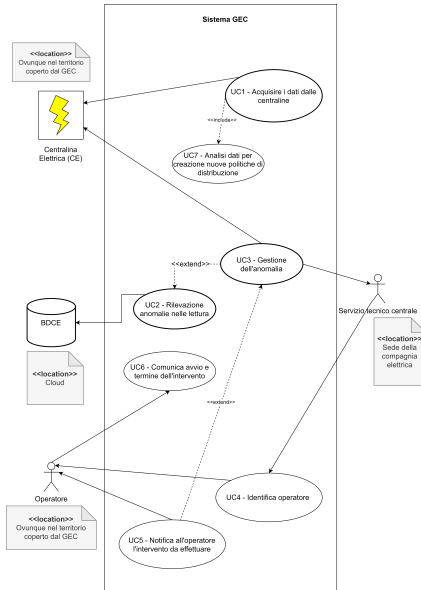 Sistema GEC
<<location>>
Ovunque nel territorio
coperto dal GEC
UC1 - Acquisire i dati dalle
centraline
<<include>>
Centralina
Elettrica (CE)
UC7 - Analisi dati per
creazione nuove politiche di
distribuzione
UC3 - Gestione
dell'anomalia
<<extend>>
UC2 - Rilevazione
anomalie nelle lettura
Servizio tecnico centrale
BDCE
<<location>>
Sede della
compagnia
elettrica
<<location>>
Cloud
UC6 - Comunica avvio e
termine dell'intervento
<<extend>>
Operatore
UC4 - Identifica operatore
<<location>>
Ovunque nel territorio
coperto dal GEC
UC5 - Notifica all'operatore
l'intervento da effettuare